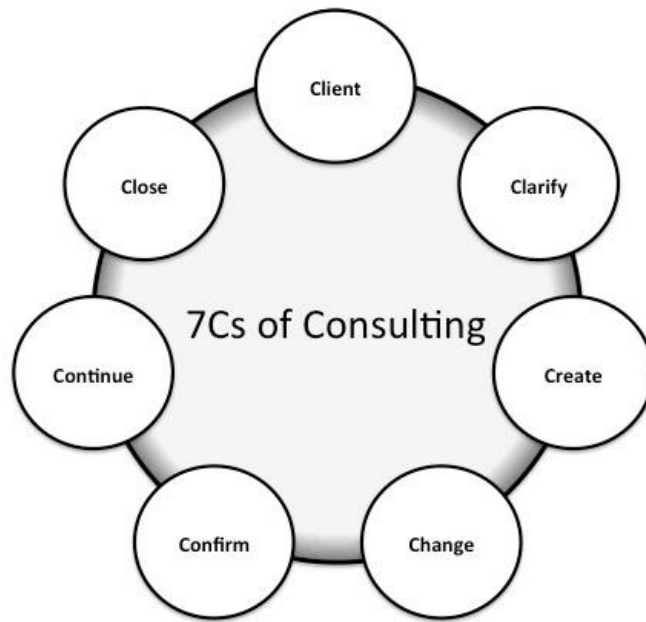 Client
Clarify
Create
Change
Confirm
Continue
Close
7Cs of Consulting